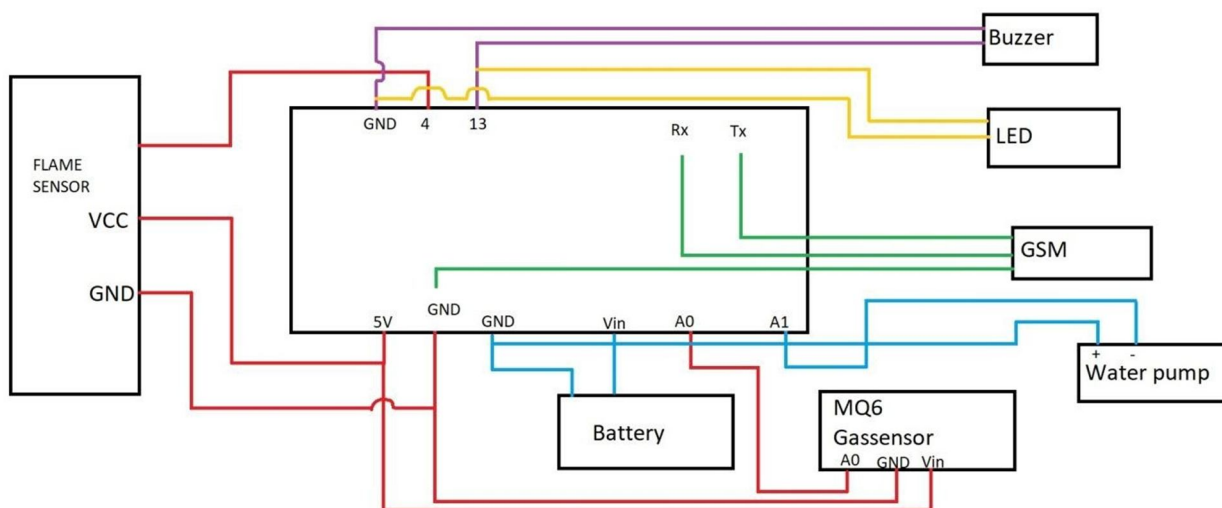 Buzzer
FLAME
SENSOR
VCC
GND
GND 4 13
Rx Tx
LED
GSM
5V GND GND Vin A0 A1
+ -
Water pump
Battery
MQ6
Gassensor
A0 GND Vin